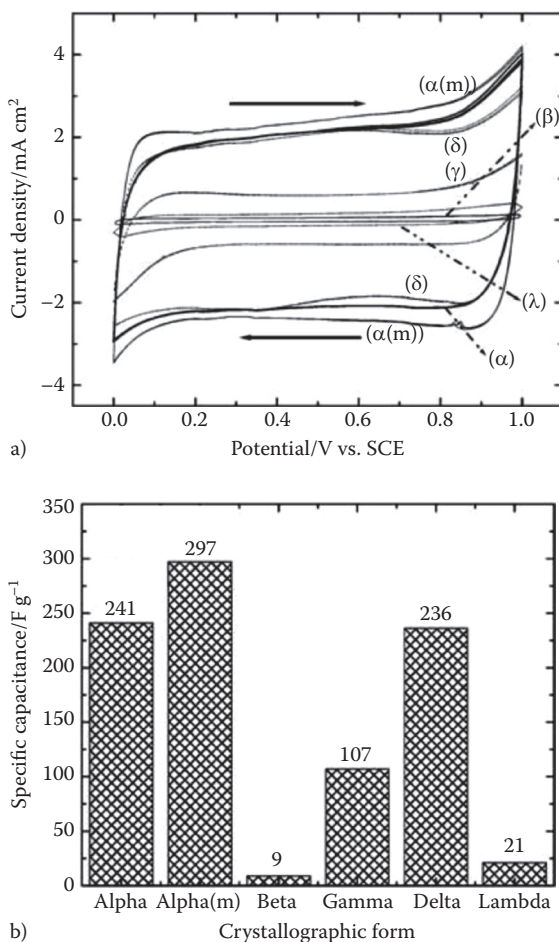 4
2
0
−2
−4
Current density/mA cm²
(α(m))
(β)
(δ)
(γ)
(δ)
(λ)
(α(m))
(α)
0.0 0.2 0.4 0.6 0.8 1.0
a) Potential/V vs. SCE
350
300
250
200
150
100
50
25
0
Specific capacitance/F g⁻¹
241
297
9
107
236
21
Alpha Alpha(m) Beta Gamma Delta Lambda
b) Crystallographic form